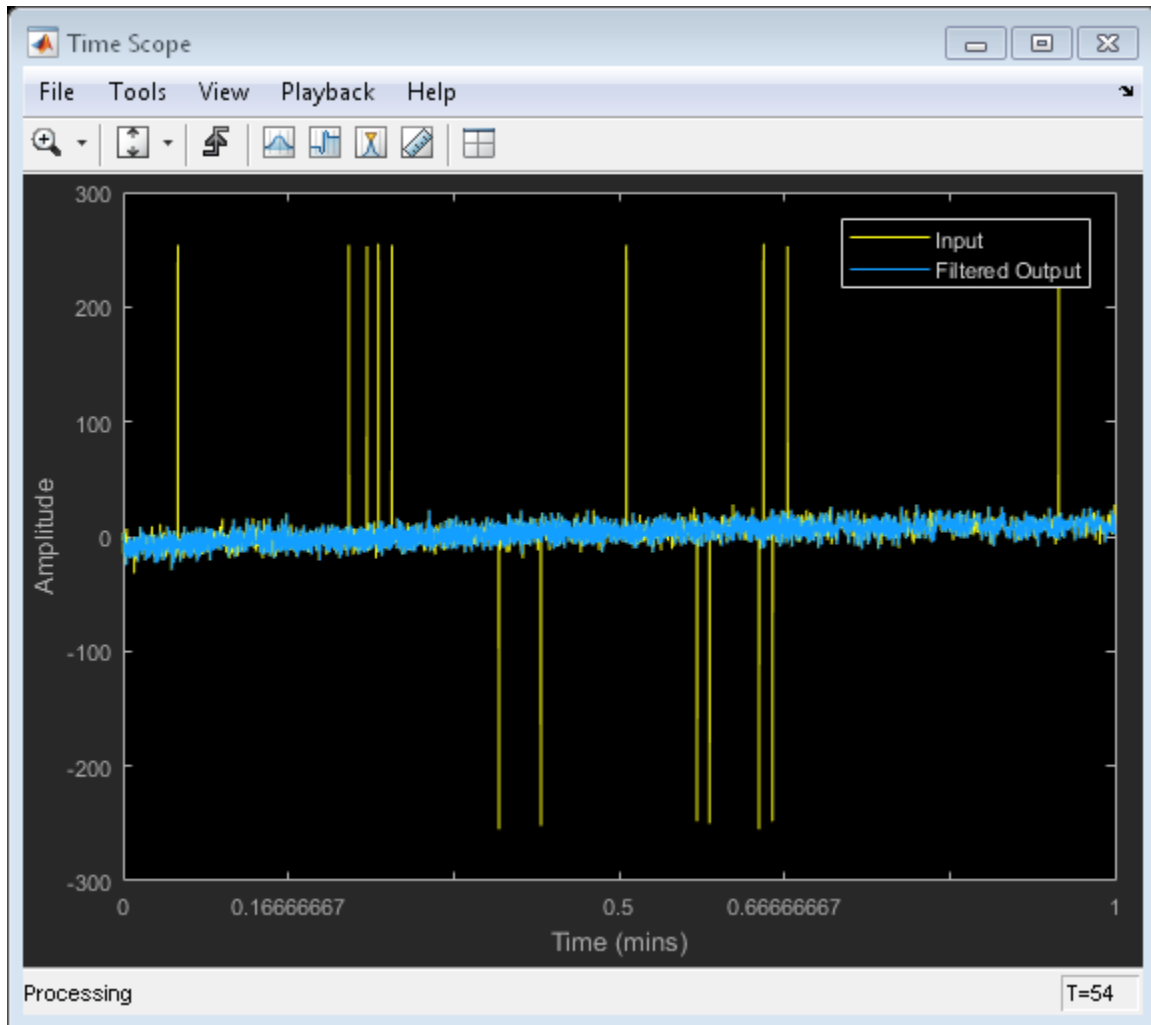 Time Scope
File Tools View Playback Help
300
Input
Filtered Output
200
100
0
-100
-200
-300
Amplitude
0 0.16666667 0.5 0.66666667 1
Time (mins)
Processing T=54